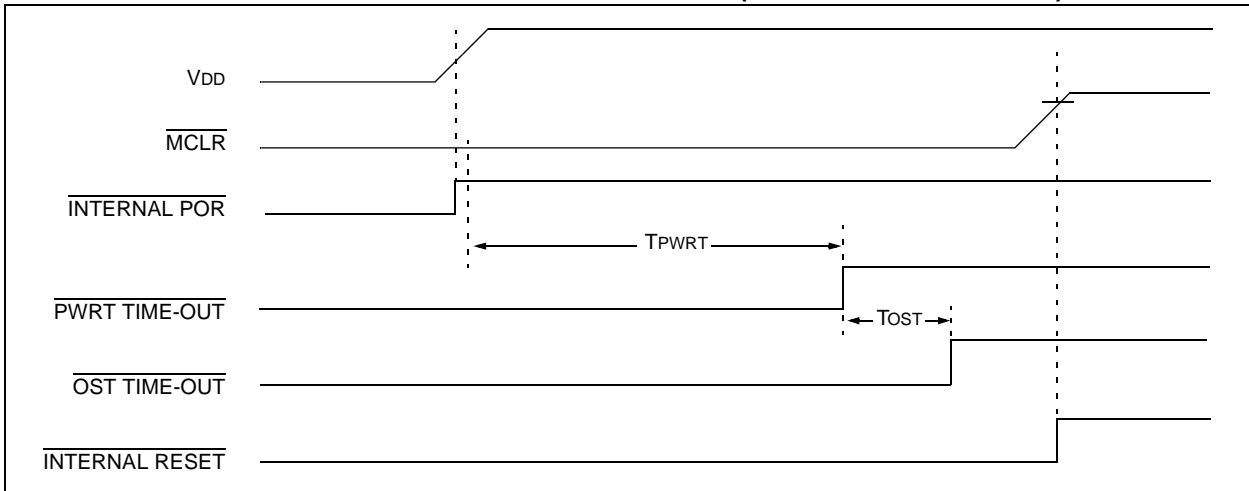 VDD
MCLR
INTERNAL POR
TPWRT
PWRT TIME-OUT
TOST
OST TIME-OUT
INTERNAL RESET